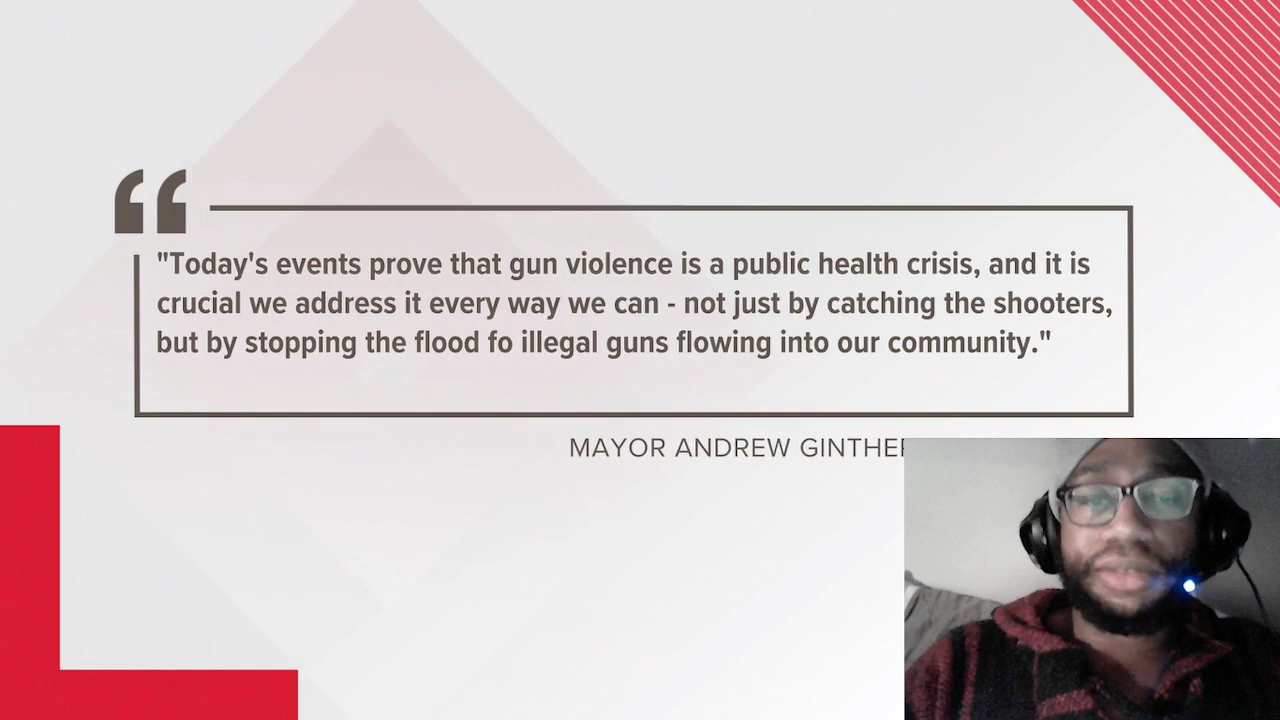 "Today's events prove that gun violence is a public health crisis, and it is
crucial we address it every way we can - not just by catching the shooters,
but by stopping the flood fo illegal guns flowing into our community."
MAYOR ANDREW GINTHER